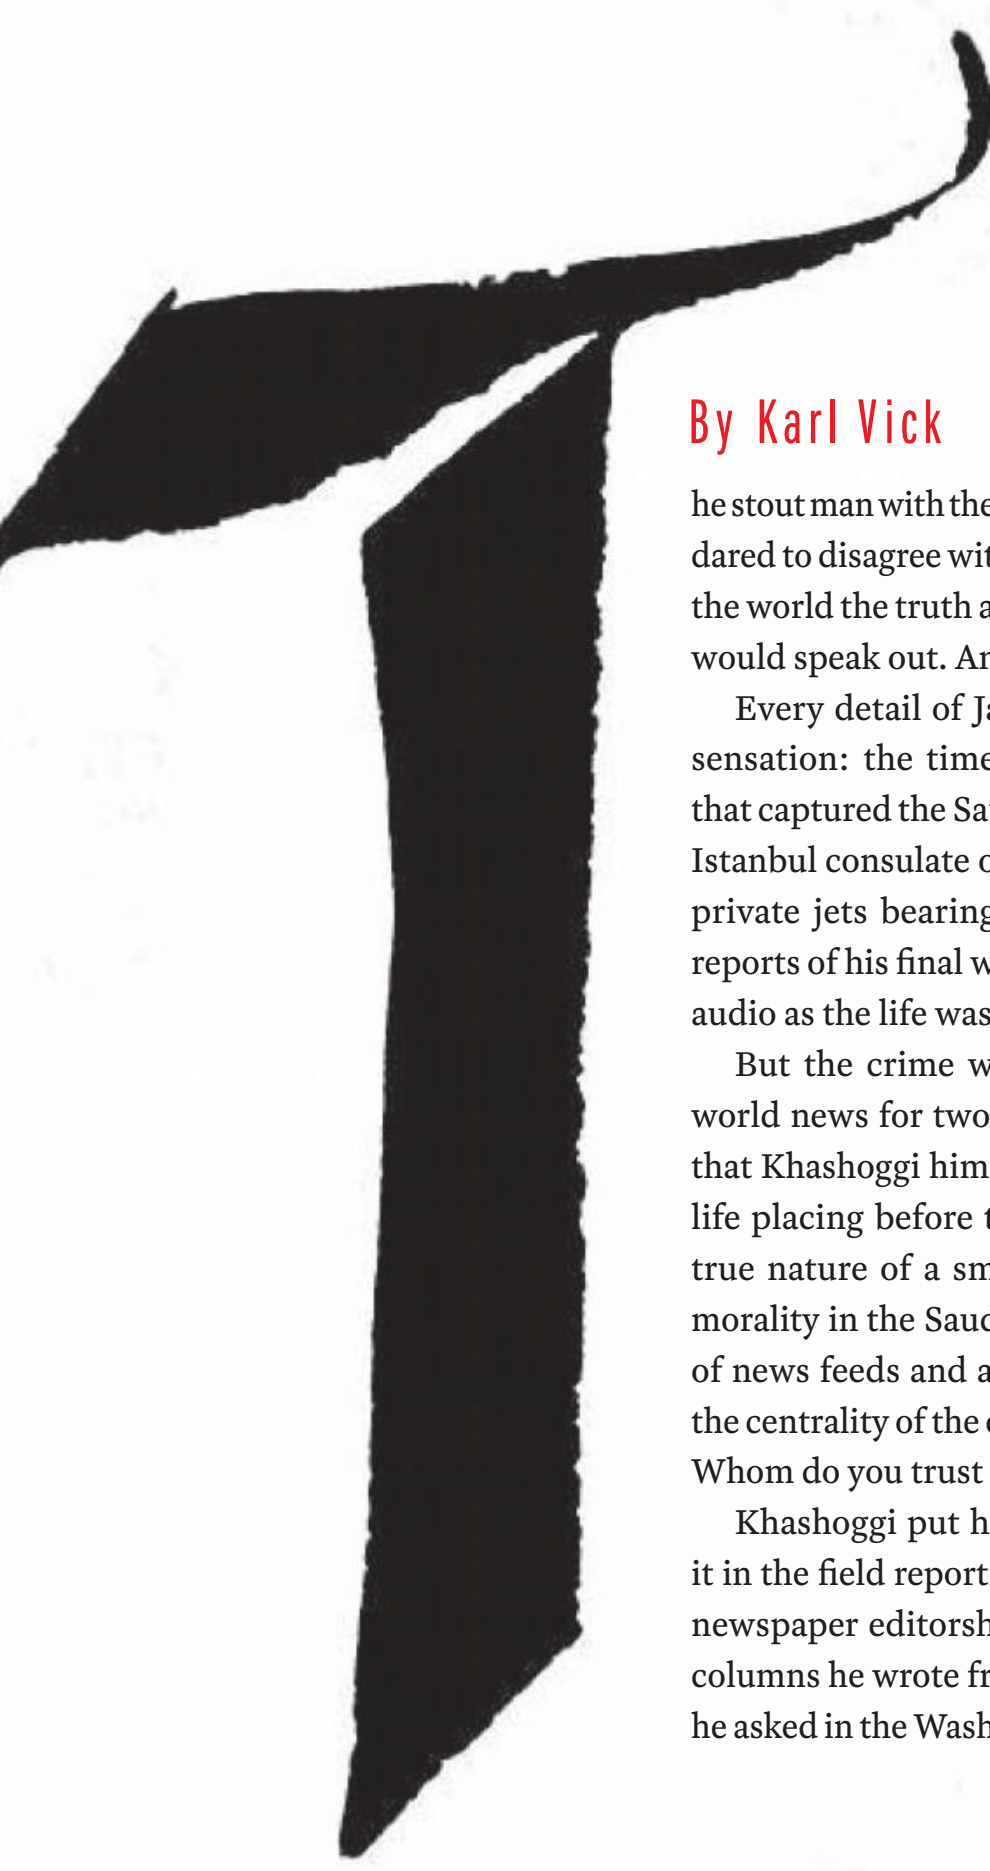 T
By Karl Vick
he stout man with the
dared to disagree wit
the world the truth a
would speak out. An
Every detail of Ja
sensation: the time
that captured the Sau
Istanbul consulate o
private jets bearing
reports of his final w
audio as the life was
But the crime w
world news for two
that Khashoggi him
life placing before t
true nature of a sm
morality in the Saud
of news feeds and a
the centrality of the
Whom do you trust
Khashoggi put h
it in the field report
newspaper editorsh
columns he wrote fr
he asked in the Wash